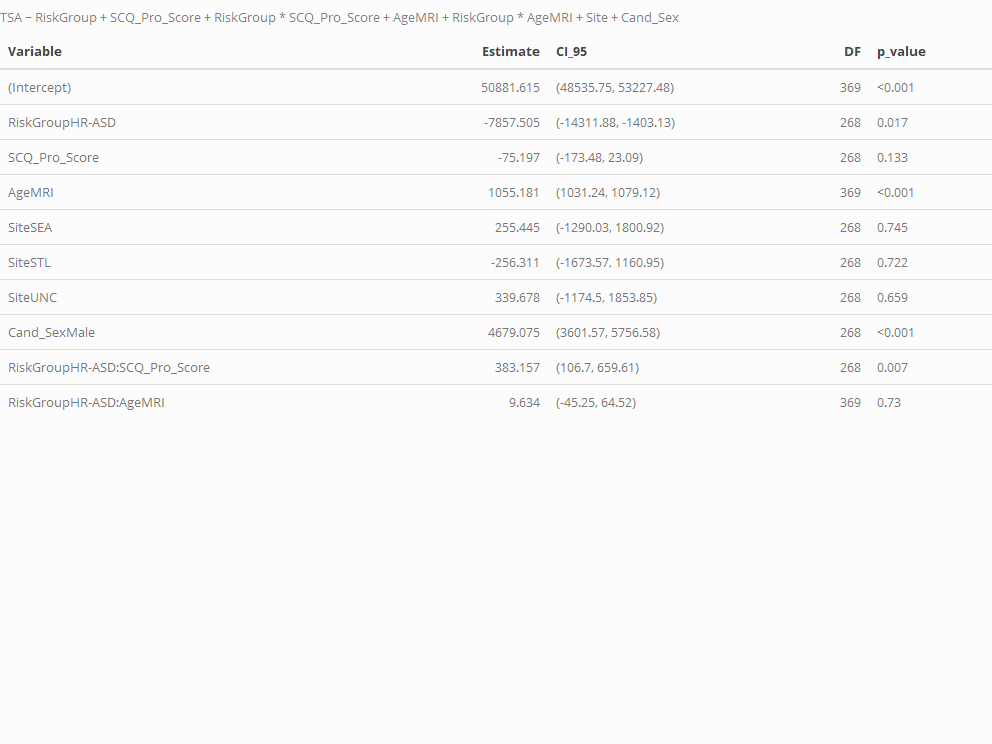 TSA ~ RiskGroup + SCQ_Pro_Score + RiskGroup * SCQ_Pro_Score + AgeMRI + RiskGroup * AgeMRI + Site + Cand_Sex
Variable Estimate CI_95 DF p_value
(Intercept) 50881.615 (48535.75, 53227.48) 369 <0.001
RiskGroupHR-ASD -7857.505 (-14311.88, -1403.13) 268 0.017
SCQ_Pro_Score -75.197 (-173.48, 23.09) 268 0.133
AgeMRI 1055.181 (1031.24, 1079.12) 369 <0.001
SiteSEA 255.445 (-1290.03, 1800.92) 268 0.745
SiteSTL -256.311 (-1673.57, 1160.95) 268 0.722
SiteUNC 339.678 (-1174.5, 1853.85) 268 0.659
Cand_SexMale 4679.075 (3601.57, 5756.58) 268 <0.001
RiskGroupHR-ASD:SCQ_Pro_Score 383.157 (106.7, 659.61) 268 0.007
RiskGroupHR-ASD:AgeMRI 9.634 (-45.25, 64.52) 369 0.73